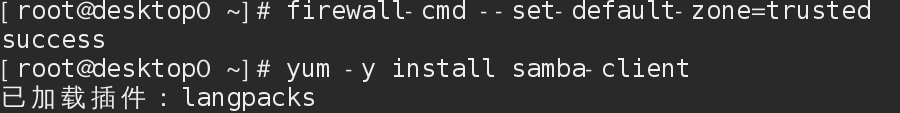 [root@desktop0 ~]# firewall-cmd --set-default-zone=trusted
success
[root@desktop0 ~]# yum -y install samba-client
已加载插件：langpacks